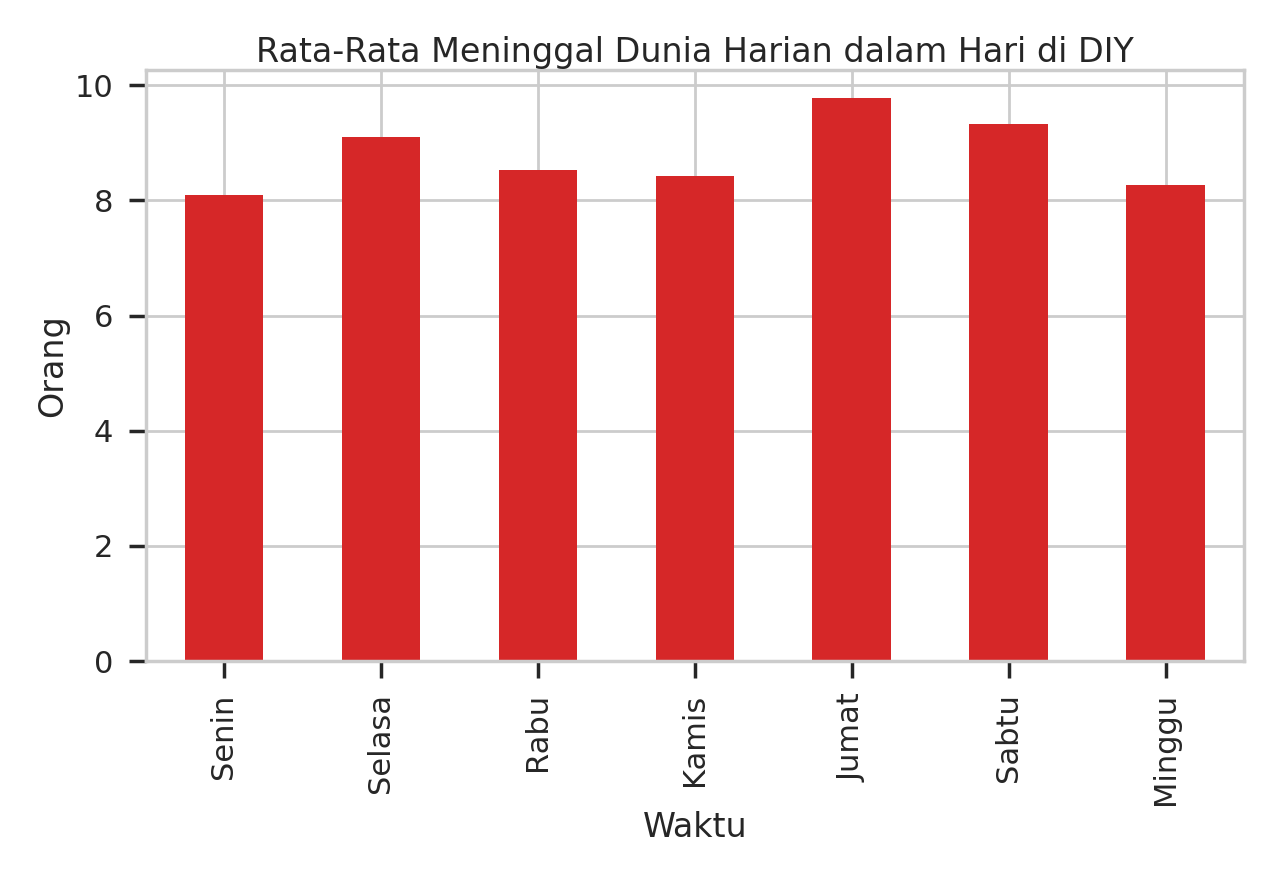 Rata-Rata Meninggal Dunia Harian dalam Hari di DIY
10
8
6
4
2
0
Orang
Senin
Selasa
Rabu
Kamis
Jumat
Sabtu
Minggu
Waktu